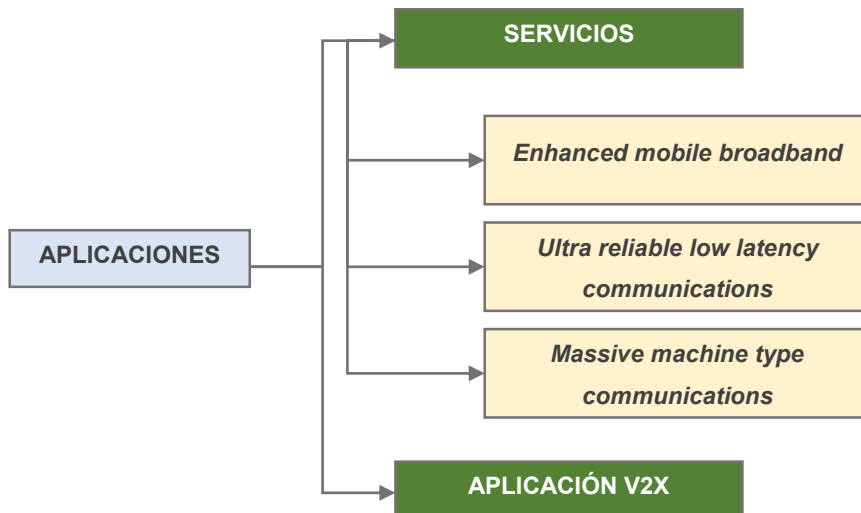 SERVICIOS
Enhanced mobile broadband
APLICACIONES
Ultra reliable low latency
communications
Massive machine type
communications
APLICACIÓN V2X